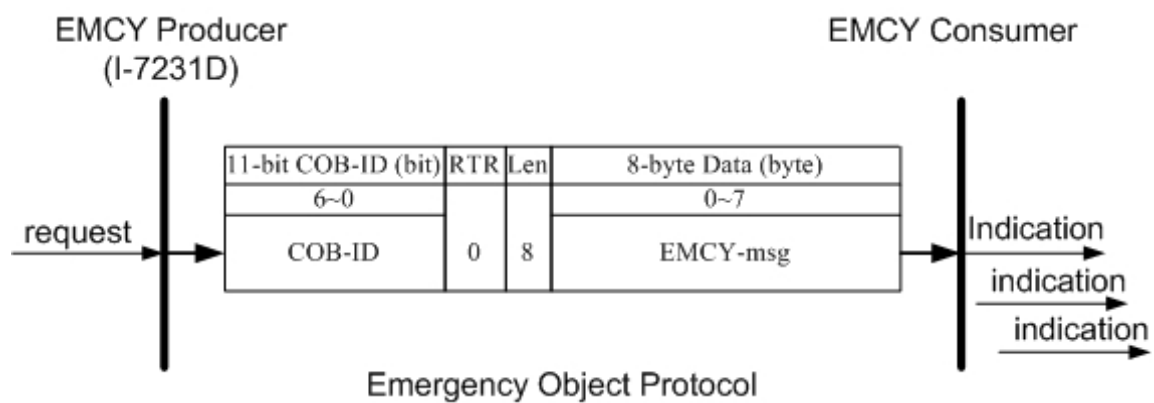 EMCY Producer
(I-7231D)
EMCY Consumer
11-bit COB-ID (bit) RTR Len 8-byte Data (byte)
6~0 0~7
COB-ID 0 8 EMCY-msg
request
Indication
indication
indication
Emergency Object Protocol